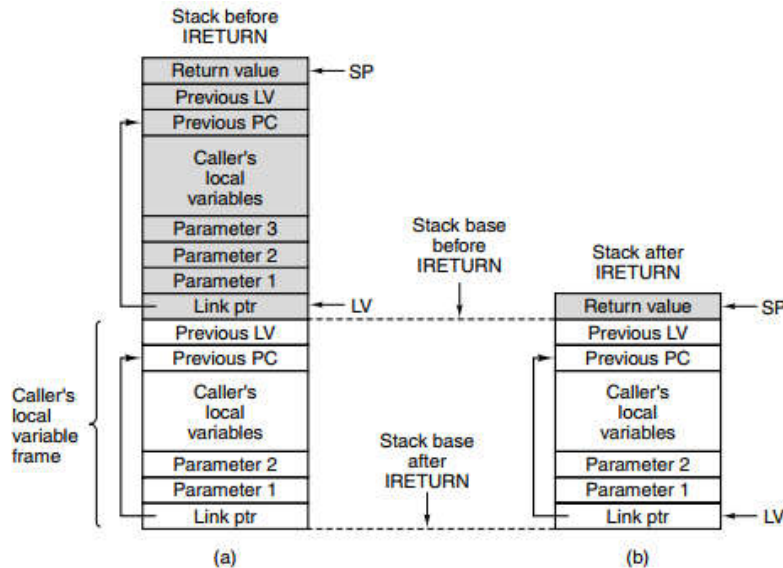 Stack before
IRETURN
Return value
SP
Previous LV
Previous PC
Caller's
local
variables
Parameter 3
Parameter 2
Parameter 1
Link ptr
LV
Previous LV
Previous PC
Caller's
local
variables
Parameter 2
Parameter 1
Link ptr
Caller's
local
variable
frame
(a)
Stack base
before
IRETURN
Stack base
after
IRETURN
Stack after
IRETURN
Return value
SP
Previous LV
Previous PC
Caller's
local
variables
Parameter 2
Parameter 1
Link ptr
LV
(b)